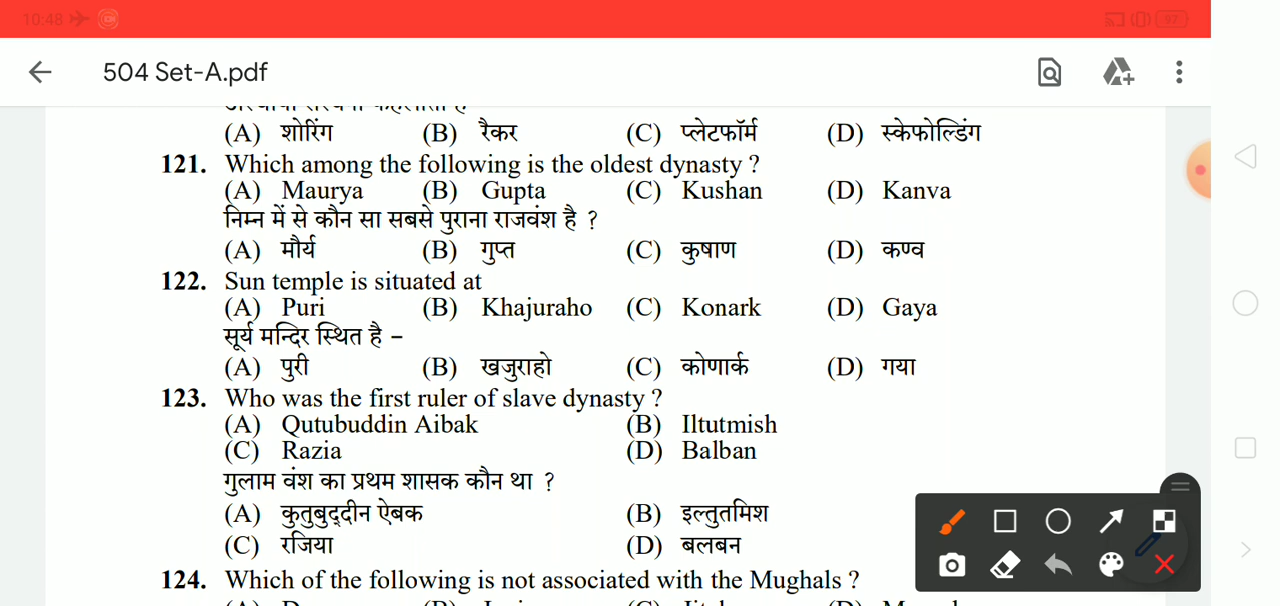 10:48
504 Set-A.pdf
(A) शोरिंग (B) रैकर (C) प्लेटफॉर्म (D) स्केफोल्डिंग
121. Which among the following is the oldest dynasty ?
(A) Maurya (B) Gupta (C) Kushan (D) Kanva
निम्न में से कौन सा सबसे पुराना राजवंश है ?
(A) मौर्य (B) गुप्त (C) कुषाण (D) कण्व
122. Sun temple is situated at
(A) Puri (B) Khajuraho (C) Konark (D) Gaya
सूर्य मन्दिर स्थित है –
(A) पुरी (B) खजुराहो (C) कोणार्क (D) गया
123. Who was the first ruler of slave dynasty ?
(A) Qutubuddin Aibak (B) Iltutmish
(C) Razia (D) Balban
गुलाम वंश का प्रथम शासक कौन था ?
(A) कुतुबुद्दीन ऐबक (B) इल्तुतमिश
(C) रजिया (D) बलबन
124. Which of the following is not associated with the Mughals ?